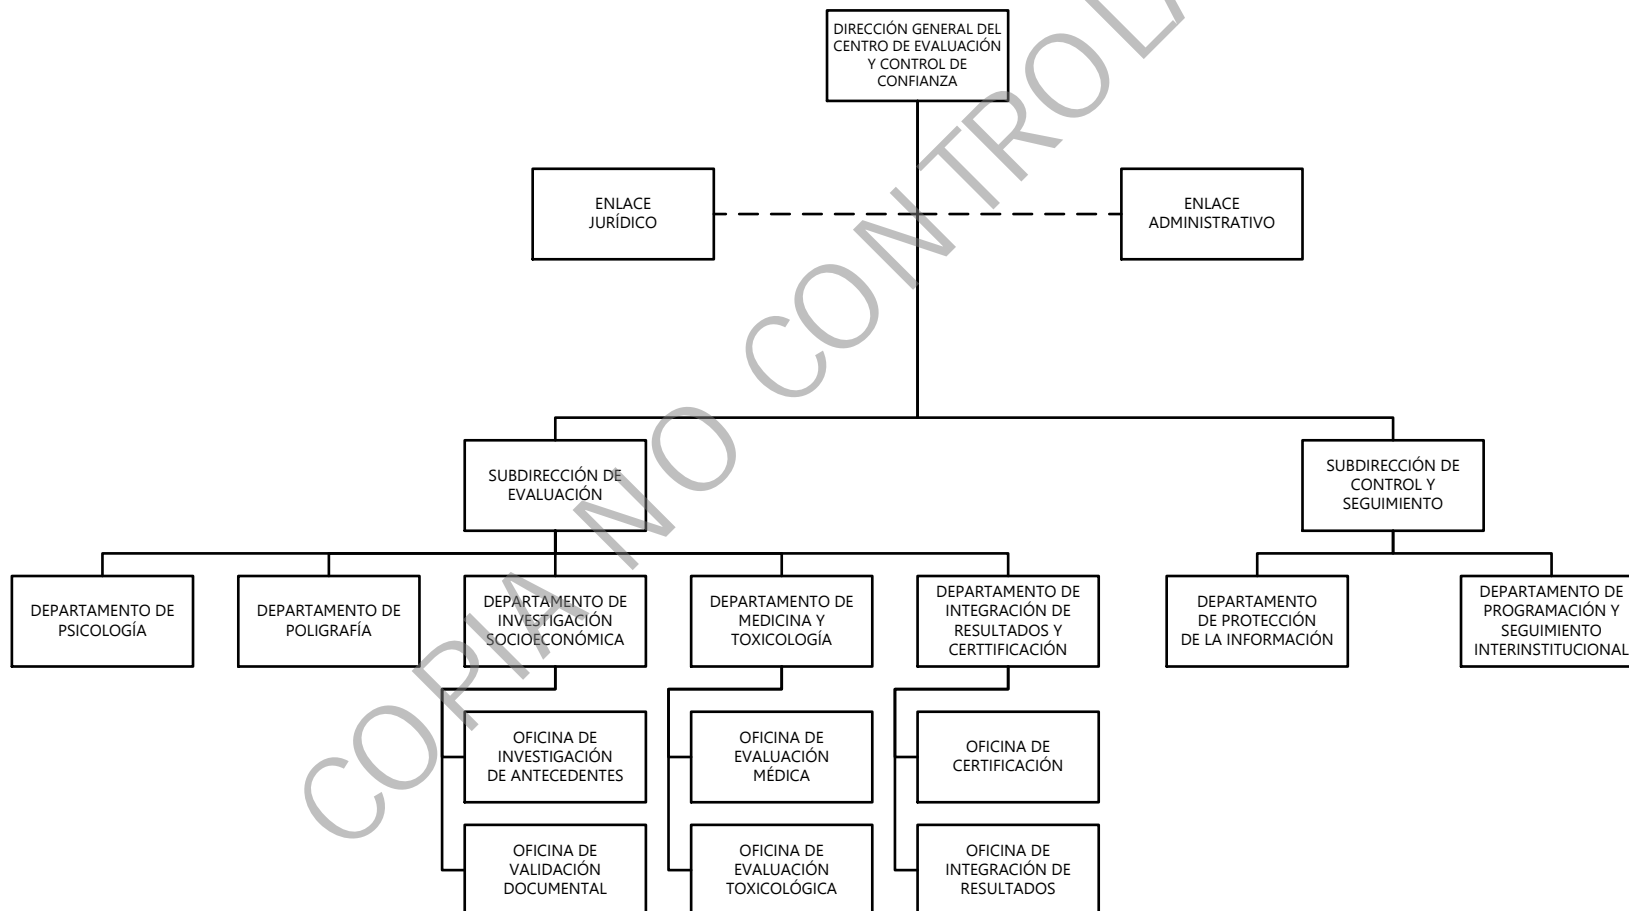 DIRECCIÓN GENERAL DEL
CENTRO DE EVALUACIÓN
Y CONTROL DE
CONFIANZA
ENLACE
JURÍDICO
ENLACE
ADMINISTRATIVO
SUBDIRECCIÓN DE
EVALUACIÓN
SUBDIRECCIÓN DE
CONTROL Y
SEGUIMIENTO
DEPARTAMENTO DE
PSICOLOGÍA
DEPARTAMENTO DE
POLIGRAFÍA
DEPARTAMENTO DE
INVESTIGACIÓN
SOCIOECONÓMICA
DEPARTAMENTO DE
MEDICINA Y
TOXICOLOGÍA
DEPARTAMENTO DE
INTEGRACIÓN DE
RESULTADOS Y
CERTTIFICACIÓN
DEPARTAMENTO
DE PROTECCIÓN
DE LA INFORMACIÓN
DEPARTAMENTO DE
PROGRAMACIÓN Y
SEGUIMIENTO
INTERINSTITUCIONAL
OFICINA DE
INVESTIGACIÓN
DE ANTECEDENTES
OFICINA DE
EVALUACIÓN
MÉDICA
OFICINA DE
CERTIFICACIÓN
OFICINA DE
VALIDACIÓN
DOCUMENTAL
OFICINA DE
EVALUACIÓN
TOXICOLÓGICA
OFICINA DE
INTEGRACIÓN DE
RESULTADOS
COPIA NO CONTROLA